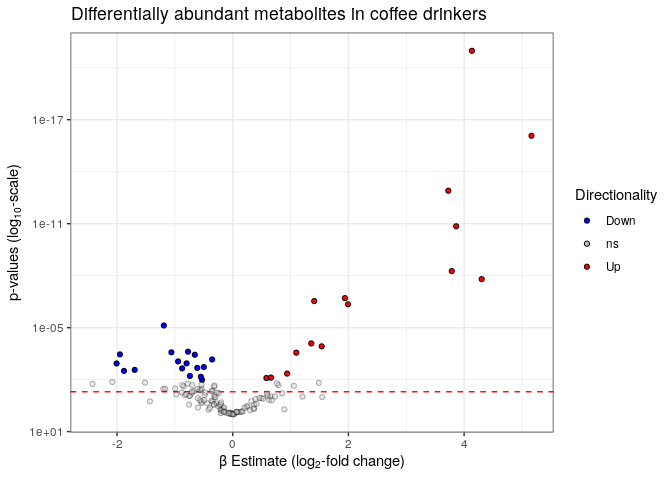 Differentially abundant metabolites in coffee drinkers
p-values (log₁₀-scale)
1e-17
1e-11
1e-05
1e+01
-2 0 2 4
β Estimate (log₂-fold change)
Directionality
Down
ns
Up